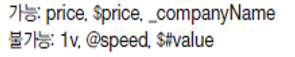 가능: price, $price, _companyName
불가능: 1v, @speed, $#value